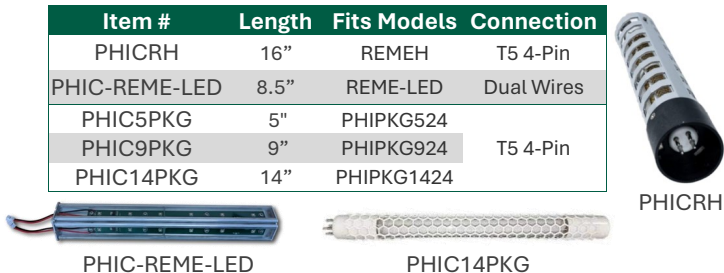 Item # Length Fits Models Connection
PHICRH 16” REMEH T5 4-Pin
PHIC-REME-LED 8.5” REME-LED Dual Wires
PHIC5PKG 5" PHIPKG524
PHIC9PKG 9” PHIPKG924 T5 4-Pin
PHIC14PKG 14” PHIPKG1424
PHICRH
PHIC-REME-LED PHIC14PKG